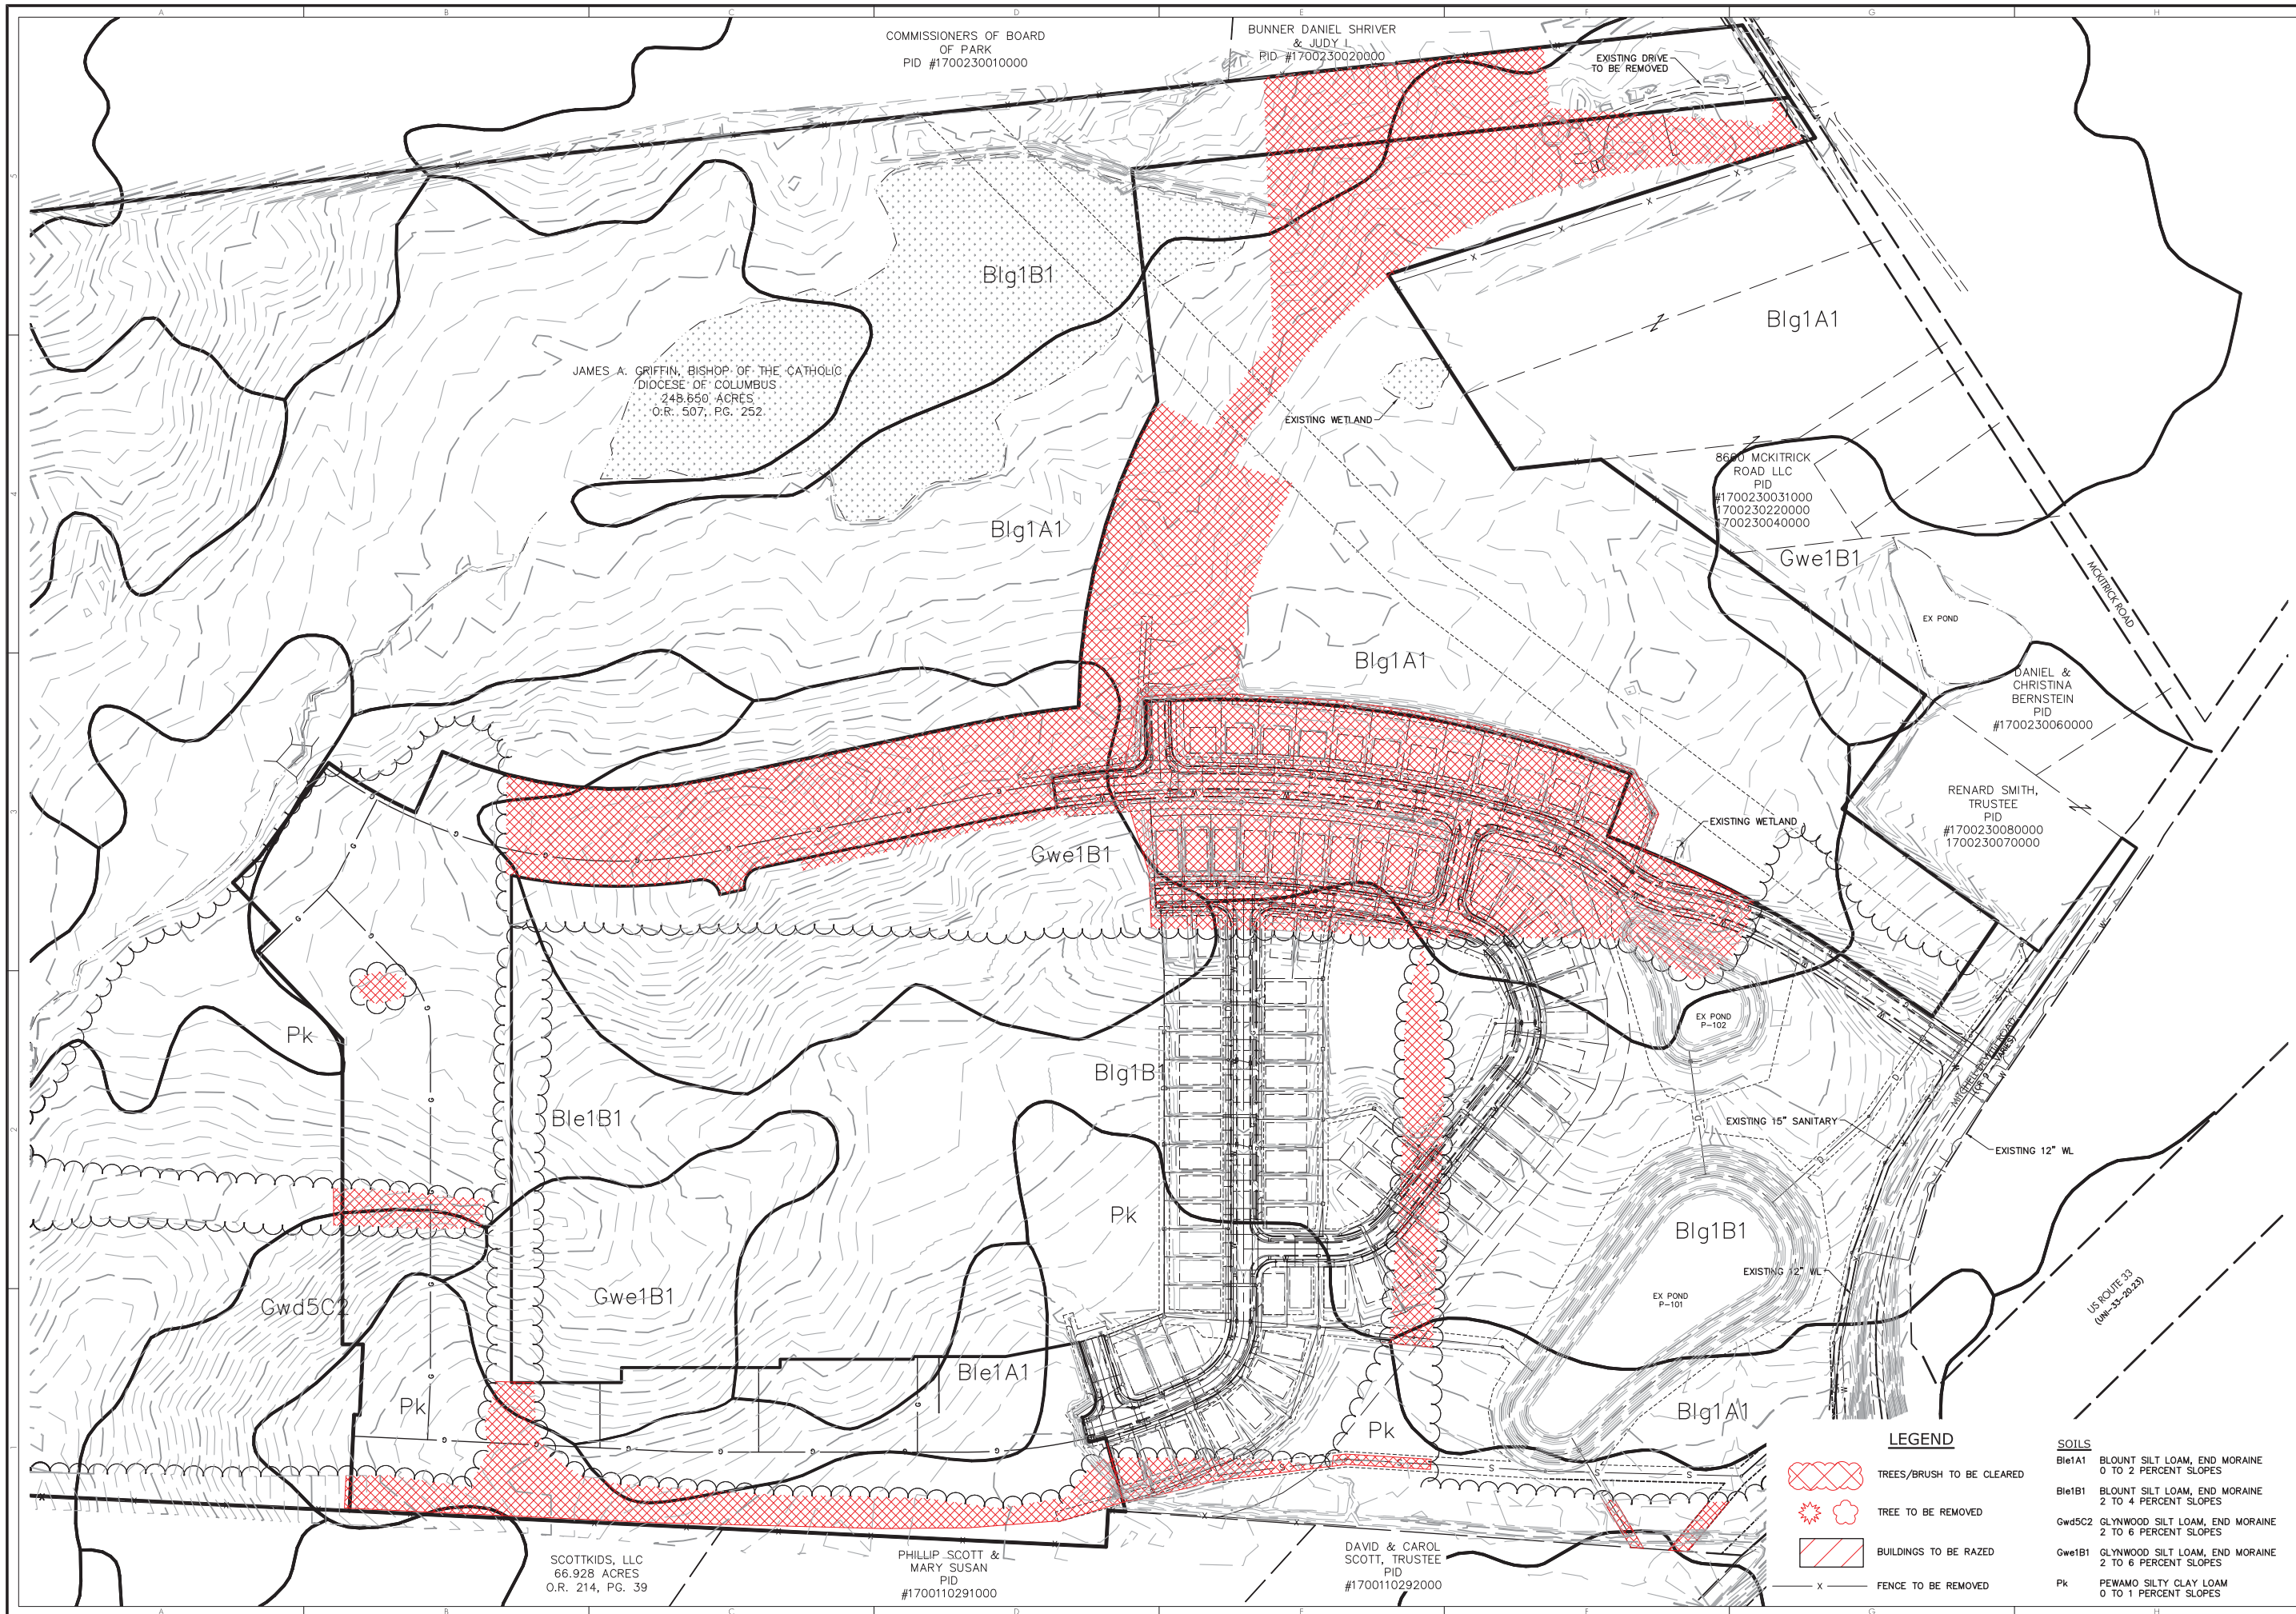 COMMISSIONERS OF BOARD
OF PARK
PID #1700230010000
BUNNER DANIEL SHRIVER
& JUDY L
PID #1700230020000
EXISTING DRIVE
TO BE REMOVED
Blg1B1
Blg1A1
JAMES A. GRIFFIN, BISHOP OF THE CATHOLIC
DIOCESE OF COLUMBUS
248.650 ACRES
O.R. 507, PG. 252
EXISTING WETLAND
8660 MCKITRICK
ROAD LLC
PID
#1700230031000
1700230220000
1700230040000
Blg1A1
Gwe1B1
MCKITRICK ROAD
EX POND
Blg1A1
DANIEL &
CHRISTINA
BERNSTEIN
PID
#1700230060000
RENARD SMITH,
TRUSTEE
PID
#1700230080000
1700230070000
EXISTING WETLAND
Gwe1B1
Pk
EX POND
P-102
Blg1B1
Ble1B1
EXISTING 15" SANITARY
EXISTING 12" WL
Pk
Blg1B1
EXISTING 12" WL
Gwd5C2
Gwe1B1
EX POND
P-101
US ROUTE 33
(UNI-33-20.23)
Ble1A1
Pk
Pk
Blg1A1
SCOTTKIDS, LLC
66.928 ACRES
O.R. 214, PG. 39
PHILLIP SCOTT &
MARY SUSAN
PID
#1700110291000
DAVID & CAROL
SCOTT, TRUSTEE
PID
#1700110292000
LEGEND
TREES/BRUSH TO BE CLEARED
TREE TO BE REMOVED
BUILDINGS TO BE RAZED
X FENCE TO BE REMOVED
SOILS
Ble1A1 BLOUNT SILT LOAM, END MORAINE
0 TO 2 PERCENT SLOPES
Ble1B1 BLOUNT SILT LOAM, END MORAINE
2 TO 4 PERCENT SLOPES
Gwd5C2 GLYNWOOD SILT LOAM, END MORAINE
2 TO 6 PERCENT SLOPES
Gwe1B1 GLYNWOOD SILT LOAM, END MORAINE
2 TO 6 PERCENT SLOPES
Pk PEWAMO SILTY CLAY LOAM
0 TO 1 PERCENT SLOPES